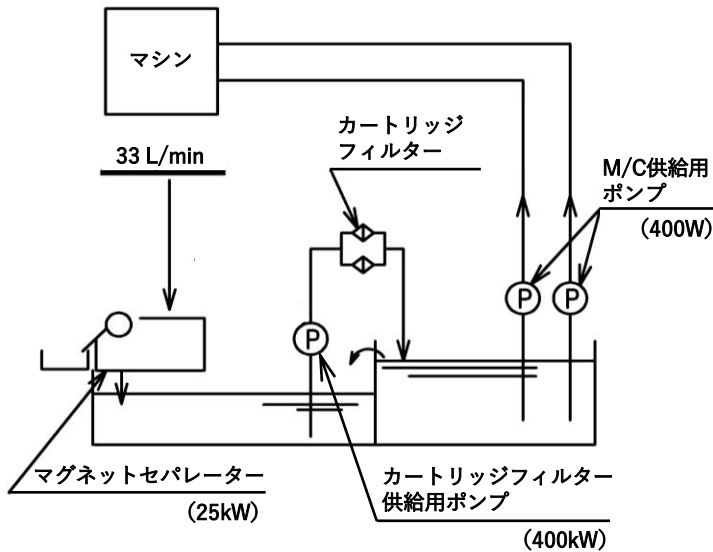 マシン
33 L/min
カートリッジ
フィルター
M/C供給用
ポンプ
(400W)
P
P
P
マグネットセパレーター
(25kW)
カートリッジフィルター
供給用ポンプ
(400kW)